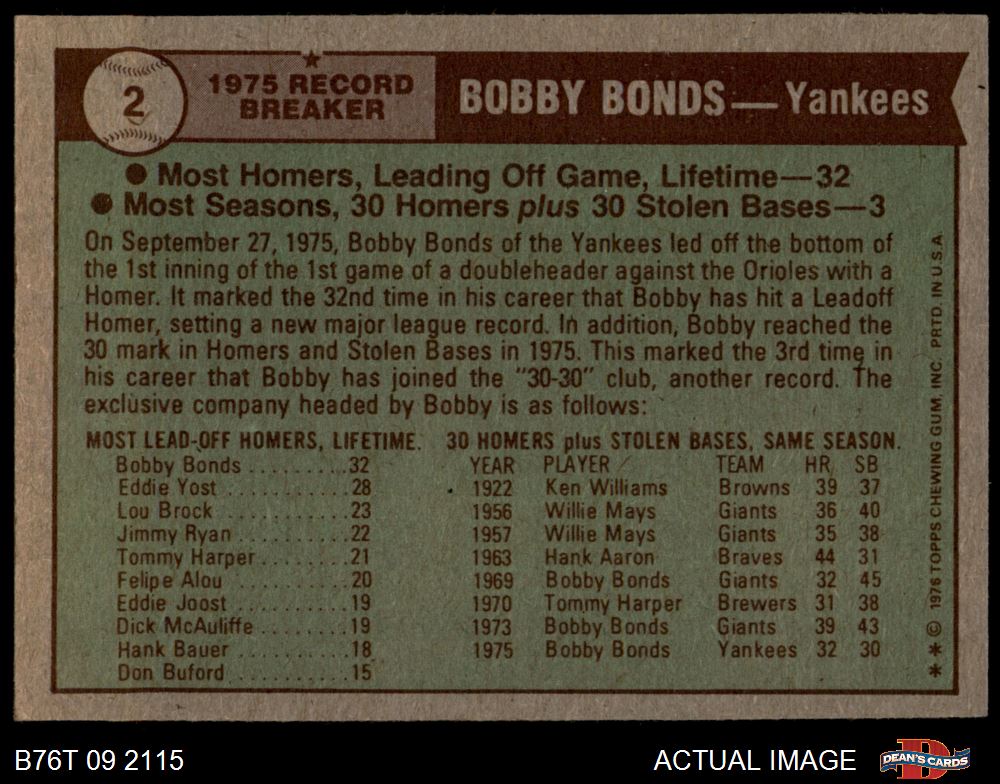 2
1975 RECORD
BREAKER
BOBBY BONDS — Yankees
● Most Homers, Leading Off Game, Lifetime—32
● Most Seasons, 30 Homers plus 30 Stolen Bases—3
On September 27, 1975, Bobby Bonds of the Yankees led off the bottom of
the 1st inning of the 1st game of a doubleheader against the Orioles with a
Homer. It marked the 32nd time in his career that Bobby has hit a Leadoff
Homer, setting a new major league record. In addition, Bobby reached the
30 mark in Homers and Stolen Bases in 1975. This marked the 3rd time in
his career that Bobby has joined the "30-30" club, another record. The
exclusive company headed by Bobby is as follows:
MOST LEAD-OFF HOMERS, LIFETIME.
Bobby Bonds.........32
Eddie Yost...........28
Lou Brock............23
Jimmy Ryan..........22
Tommy Harper........21
Felipe Alou...........20
Eddie Joost..........19
Dick McAuliffe.......19
Hank Bauer..........18
Don Buford...........15
30 HOMERS plus STOLEN BASES, SAME SEASON.
YEAR PLAYER TEAM HR SB
1922 Ken Williams Browns 39 37
1956 Willie Mays Giants 36 40
1957 Willie Mays Giants 35 38
1963 Hank Aaron Braves 44 31
1969 Bobby Bonds Giants 32 45
1970 Tommy Harper Brewers 31 38
1973 Bobby Bonds Giants 39 43
1975 Bobby Bonds Yankees 32 30
* * © 1976 TOPPS CHEWING GUM, INC. PRTD. IN U.S.A.
B76T 09 2115
ACTUAL IMAGE
DEAN'S CARDS